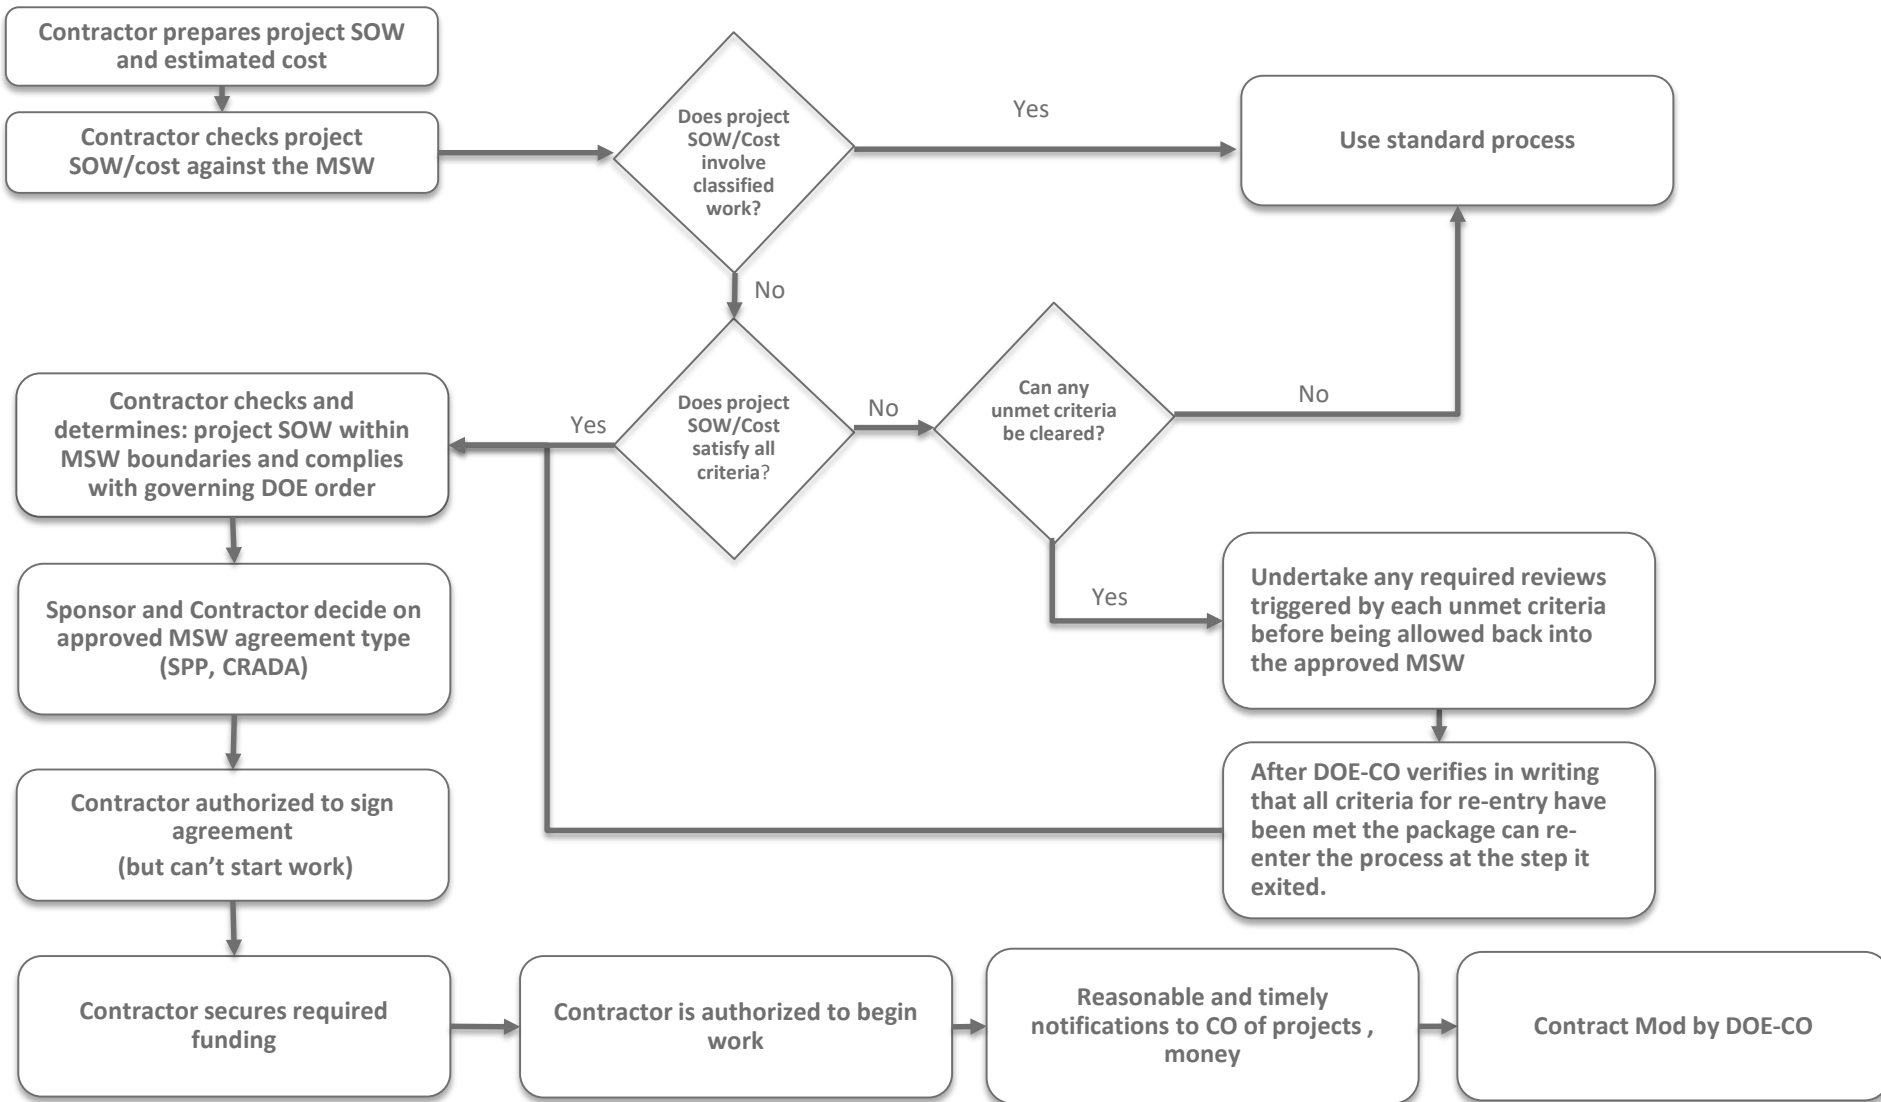 Contractor prepares project SOW
and estimated cost
Contractor checks project
SOW/cost against the MSW
Does project
SOW/Cost
involve
classified
work?
Yes
Use standard process
No
Does project
SOW/Cost
satisfy all
criteria?
Yes
No
Can any
unmet criteria
be cleared?
No
Yes
Contractor checks and
determines: project SOW within
MSW boundaries and complies
with governing DOE order
Undertake any required reviews
triggered by each unmet criteria
before being allowed back into
the approved MSW
Sponsor and Contractor decide on
approved MSW agreement type
(SPP, CRADA)
After DOE-CO verifies in writing
that all criteria for re-entry have
been met the package can re-
enter the process at the step it
exited.
Contractor authorized to sign
agreement
(but can’t start work)
Contractor secures required
funding
Contractor is authorized to begin
work
Reasonable and timely
notifications to CO of projects ,
money
Contract Mod by DOE-CO